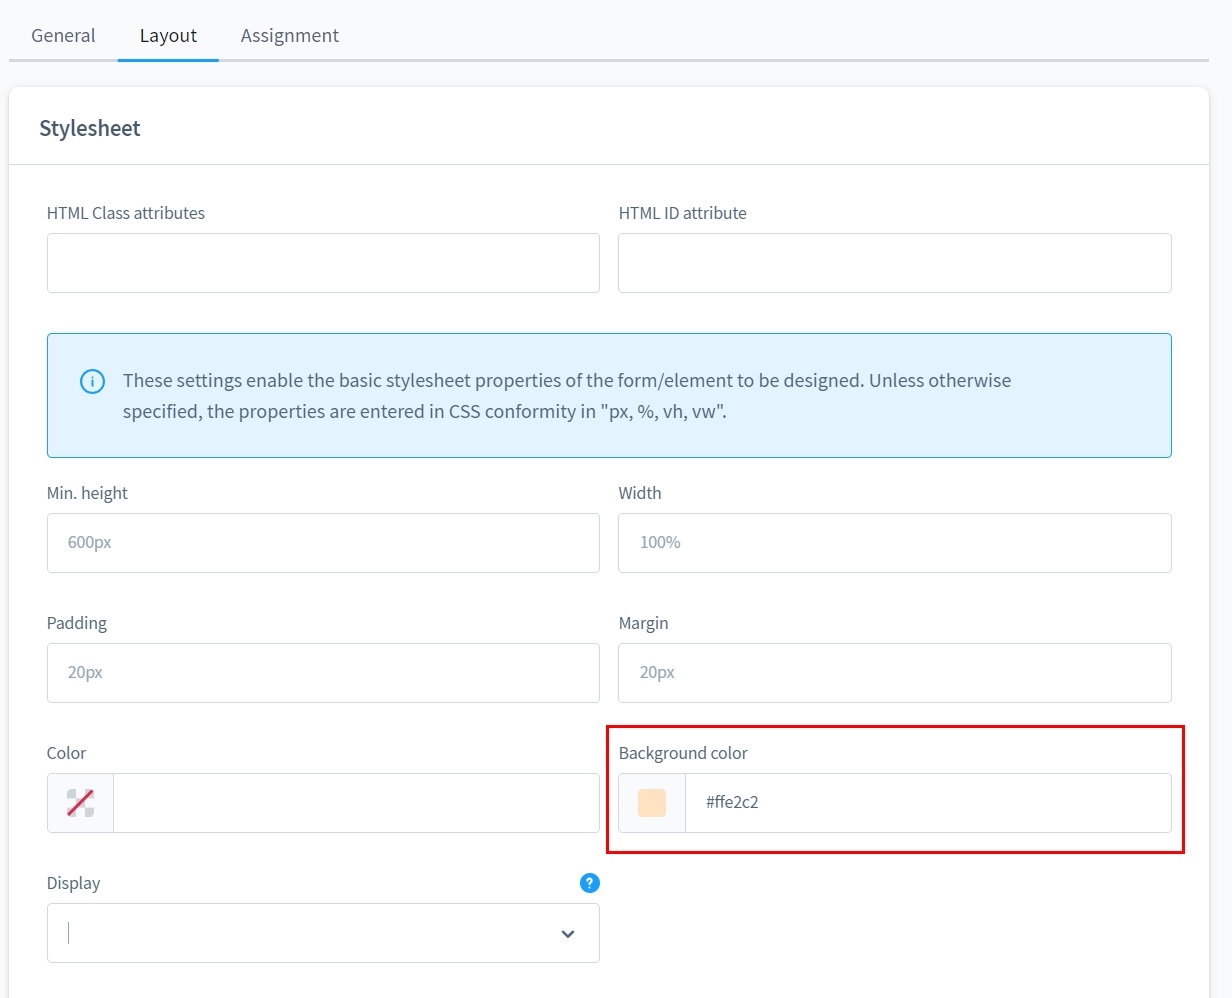 General
Layout
Assignment
Stylesheet
HTML Class attributes
HTML ID attribute
These settings enable the basic stylesheet properties of the form/element to be designed. Unless otherwise
specified, the properties are entered in CSS conformity in "px, %, vh, vw".
Min. height
Width
600px
100%
Padding
Margin
20px
20px
Color
Background color
#ffe2c2
Display